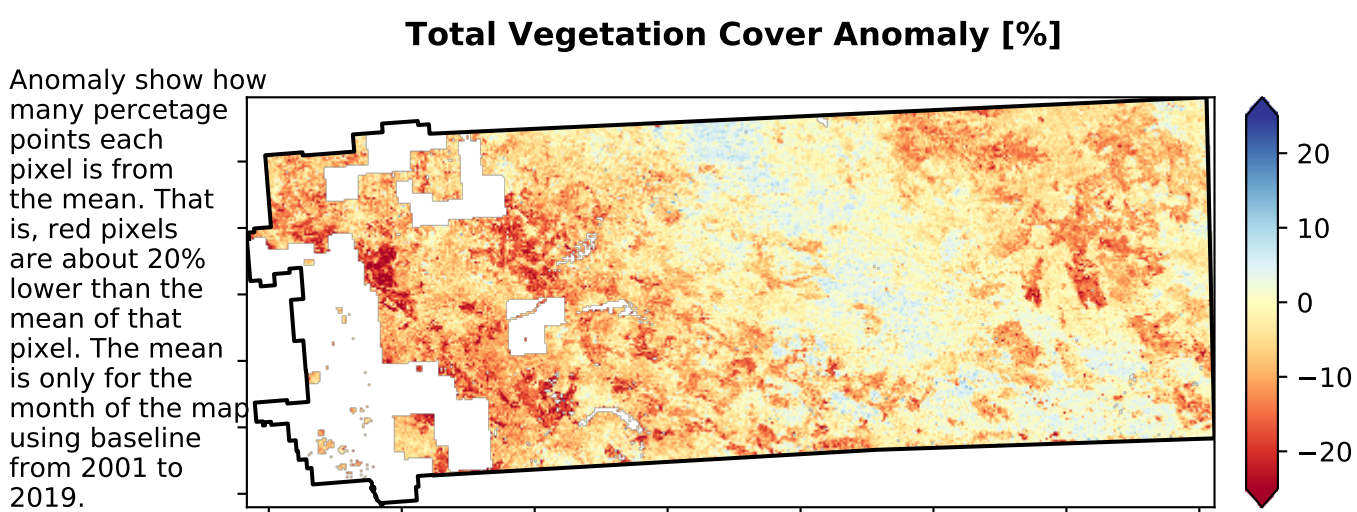 Total Vegetation Cover Anomaly [%]
Anomaly show how
many percetage
points each
pixel is from
the mean. That
is, red pixels
are about 20%
lower than the
mean of that
pixel. The mean
is only for the
month of the map
using baseline
from 2001 to
2019.
20
10
0
−10
−20